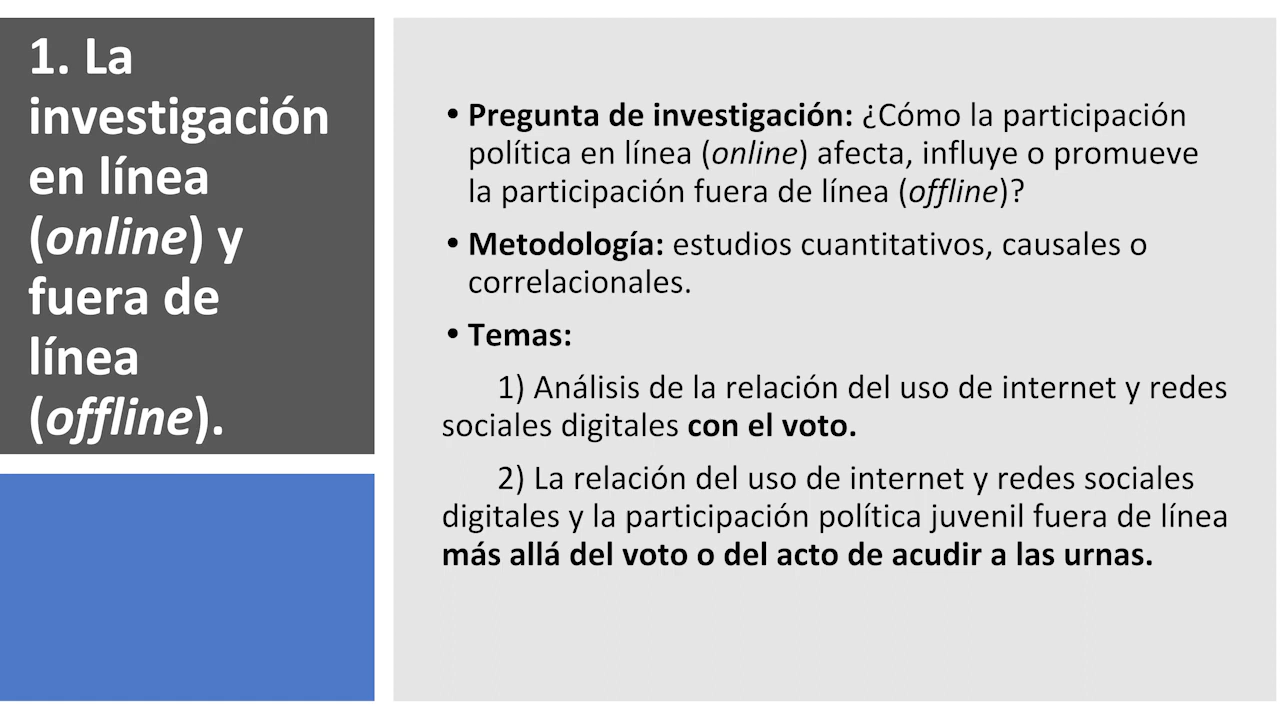 1. La
investigación
en línea
(online) y
fuera de
línea
(offline).
• Pregunta de investigación: ¿Cómo la participación
política en línea (online) afecta, influye o promueve
la participación fuera de línea (offline)?
• Metodología: estudios cuantitativos, causales o
correlacionales.
• Temas:
1) Análisis de la relación del uso de internet y redes
sociales digitales con el voto.
2) La relación del uso de internet y redes sociales
digitales y la participación política juvenil fuera de línea
más allá del voto o del acto de acudir a las urnas.